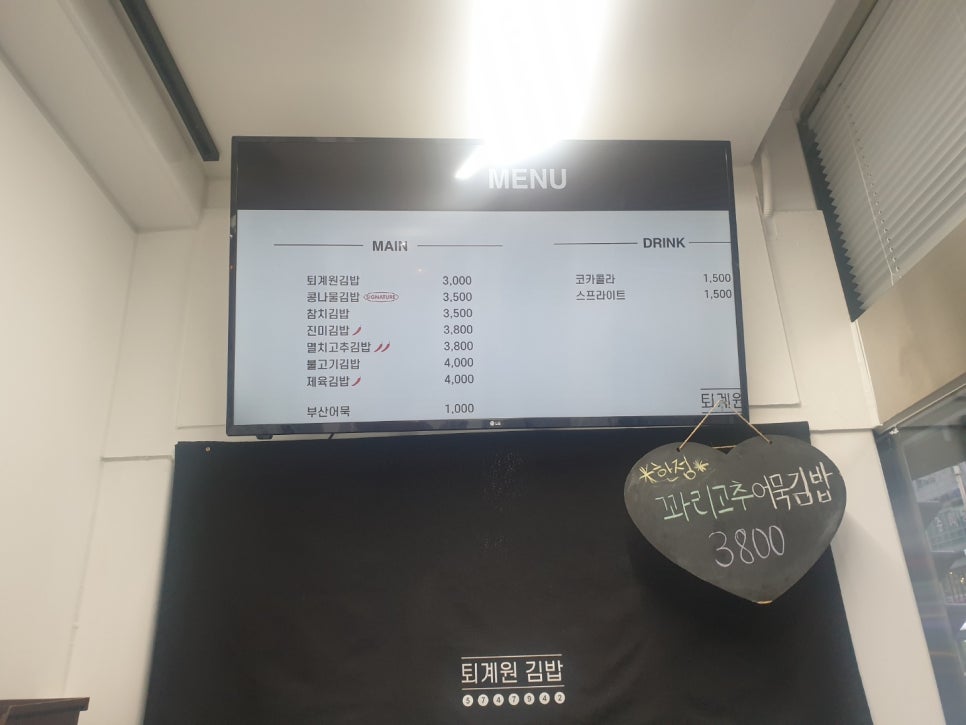 MENU
MAIN
퇴계원김밥 3,000
콩나물김밥 SIGNATURE 3,500
참치김밥 3,500
진미김밥 3,800
멸치고추김밥 3,800
불고기김밥 4,000
제육김밥 4,000
부산어묵 1,000
DRINK
코카콜라 1,500
스프라이트 1,500
퇴계원
LG
*한정*
꽈리고추어묵김밥
3800
퇴계원 김밥
5747942